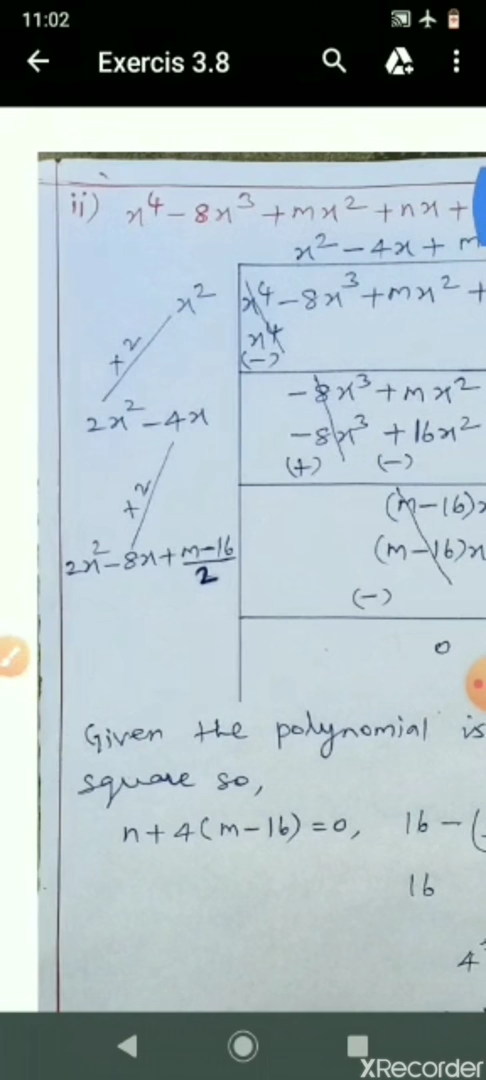 11:02
Exercis 3.8
ii) x⁴ - 8x³ + mx² + nx +
x² - 4x + m
x² x⁴ - 8x³ + mx² +
x⁴
×2 (-)
- 8x³ + mx²
2x² - 4x - 8x³ + 16x²
(+) (-)
×2 (m-16)x
2x² - 8x + m-16/2 (m-16)x
(-)
0
Given the polynomial is
square so,
n + 4(m-16) = 0, 16 - (
16
4
XRecorder